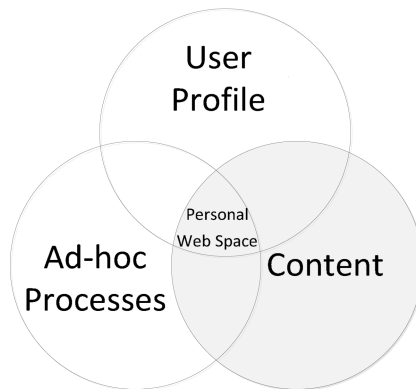 User
Profile
Personal
Web Space
Ad-hoc
Processes
Content